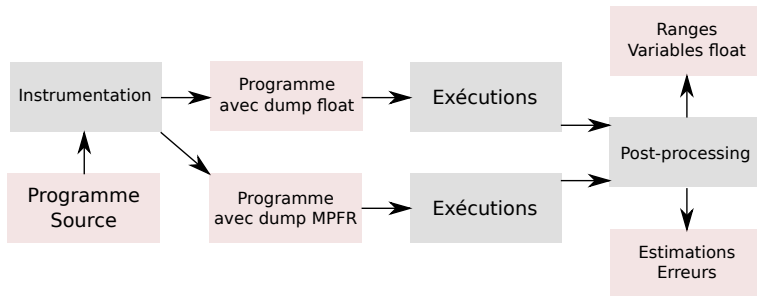 Ranges
Variables float
Instrumentation
Programme
avec dump float
Exécutions
Post-processing
Programme
Source
Programme
avec dump MPFR
Exécutions
Estimations
Erreurs